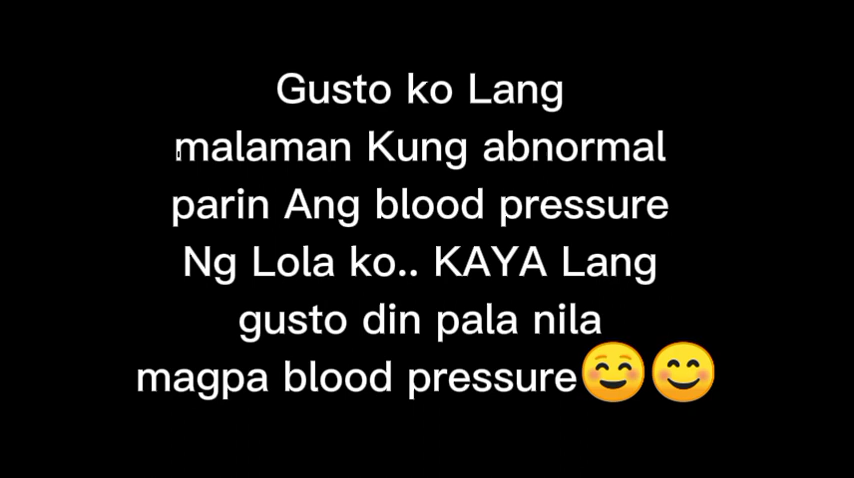 Gusto ko Lang
malaman Kung abnormal
parin Ang blood pressure
Ng Lola ko.. KAYA Lang
gusto din pala nila
magpa blood pressure☺️😊